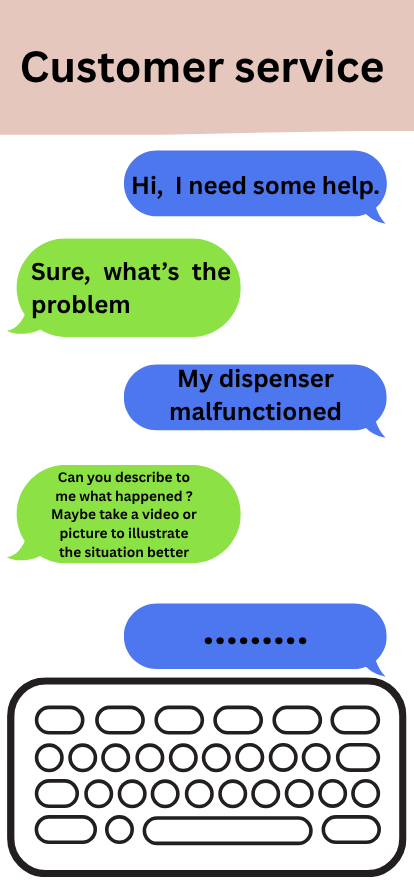 Customer service
Hi, I need some help.
Sure, what’s the
problem
My dispenser
malfunctioned
Can you describe to
me what happened ?
Maybe take a video or
picture to illustrate
the situation better
.........